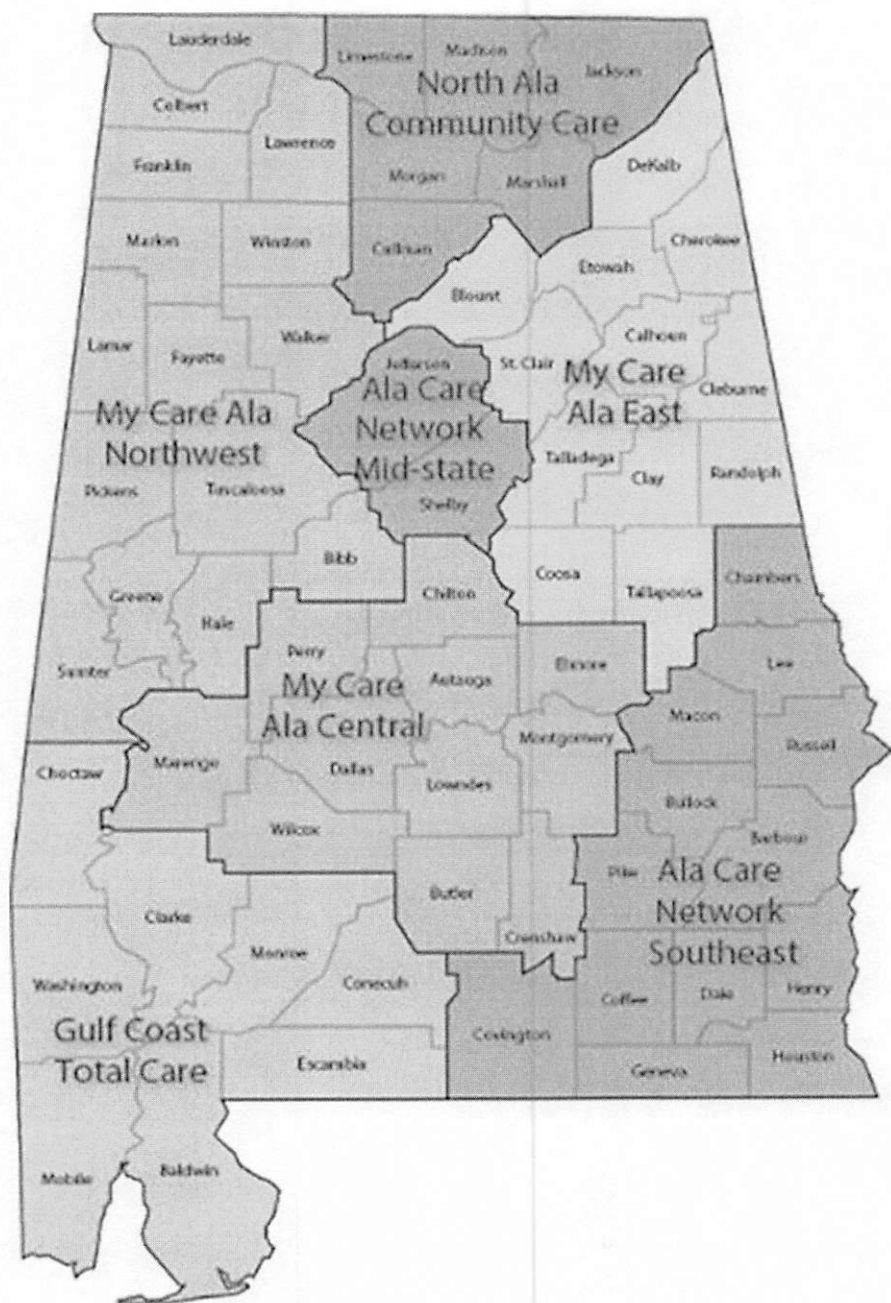 Lauderdale
Limestone
Madison
Jackson
North Ala
Community Care
Colbert
Lawrence
Franklin
Morgan
Marshall
DeKalb
Marion
Winston
Cullman
Cherokee
Etowah
Blount
Lamar
Fayette
Walker
Jefferson
St. Clair
Calhoun
Cleburne
My Care
Ala East
Ala Care
Network
Mid-state
My Care Ala
Northwest
Talladega
Clay
Randolph
Pickens
Tuscaloosa
Shelby
Bibb
Coosa
Tallapoosa
Chambers
Greene
Hale
Chilton
Sumter
Perry
Autauga
Elmore
Lee
My Care
Ala Central
Macon
Russell
Choctaw
Marengo
Dallas
Lowndes
Montgomery
Bullock
Wilcox
Barbour
Pike
Ala Care
Network
Southeast
Butler
Crenshaw
Clarke
Monroe
Conecuh
Washington
Coffee
Dale
Henry
Gulf Coast
Total Care
Escambia
Covington
Geneva
Houston
Mobile
Baldwin